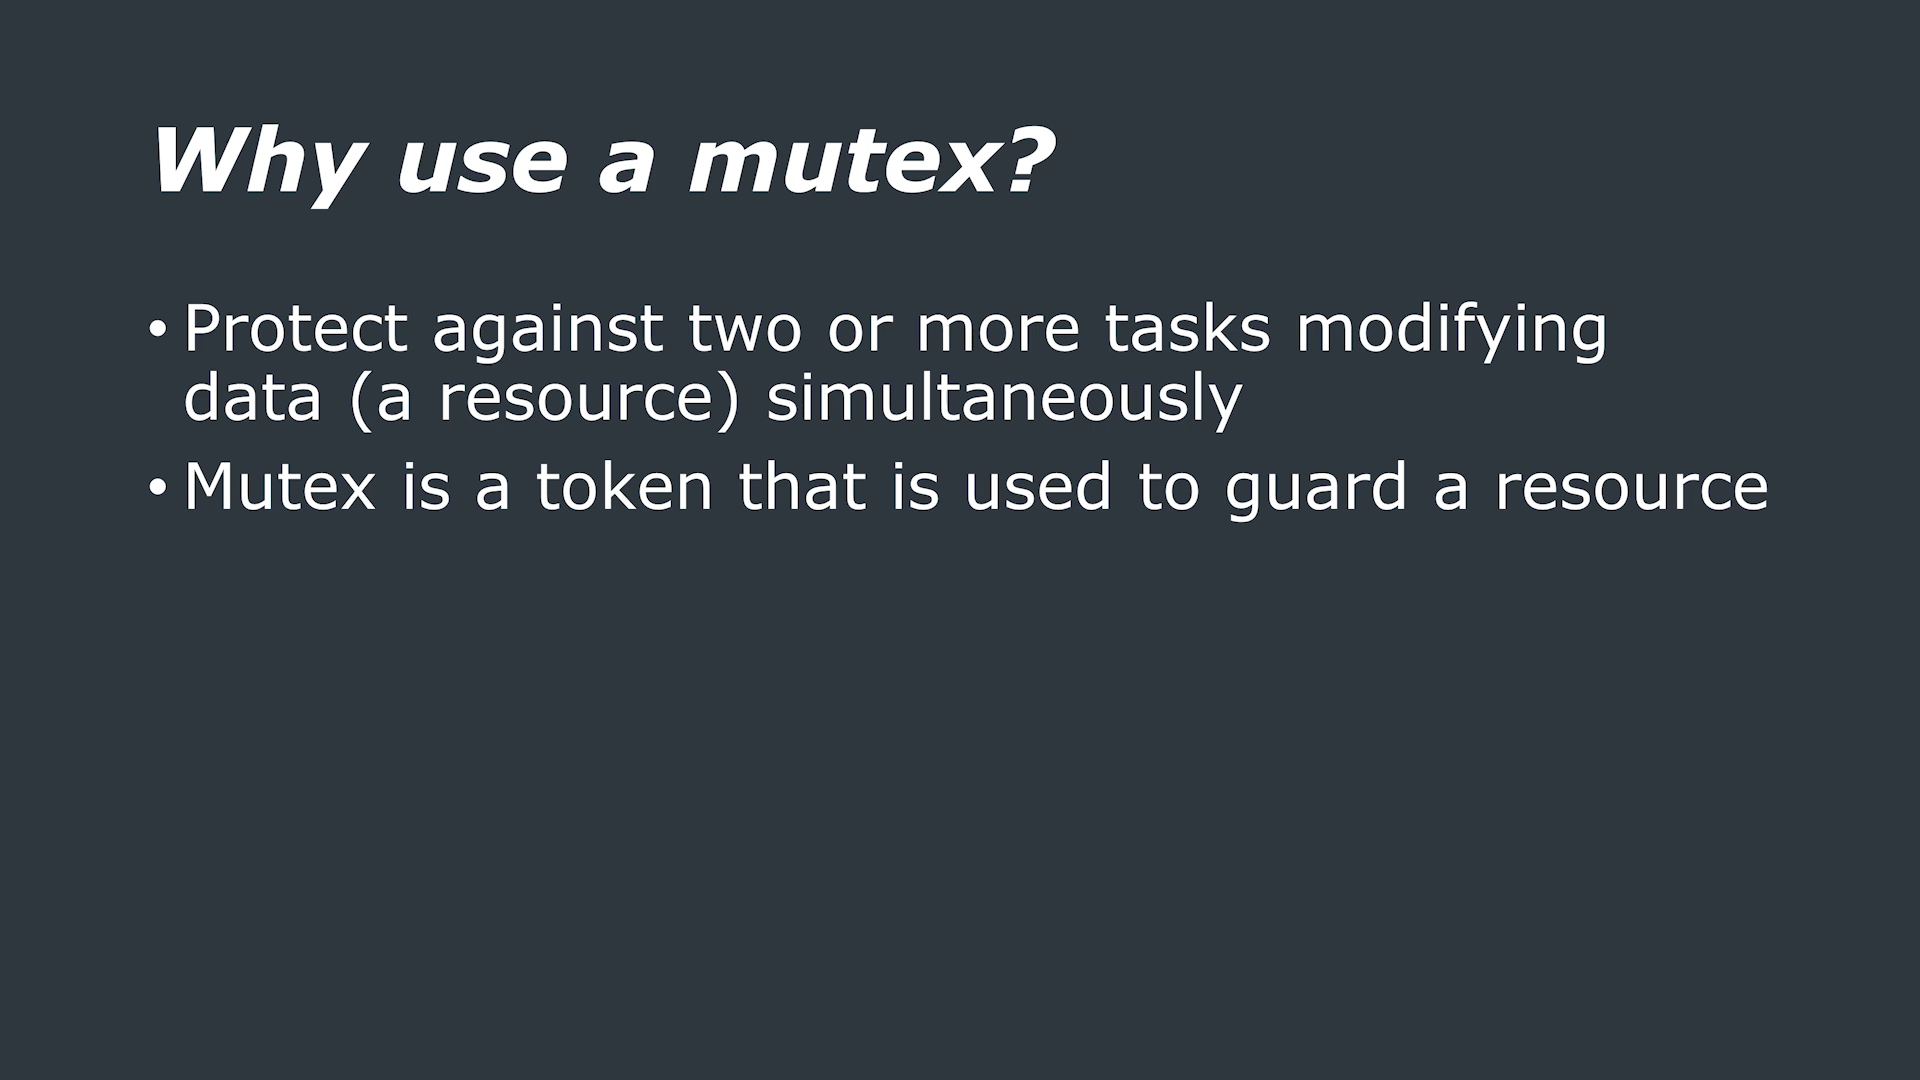 Why use a mutex?
• Protect against two or more tasks modifying
data (a resource) simultaneously
• Mutex is a token that is used to guard a resource